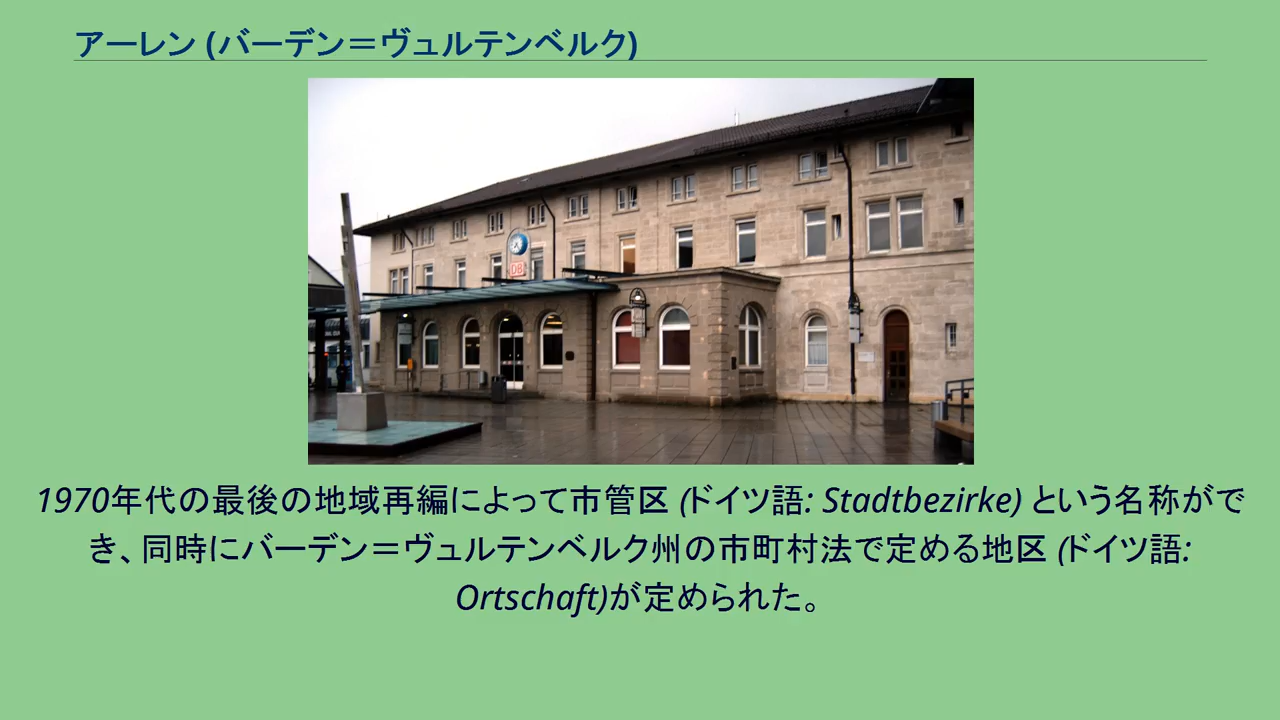 アーレン (バーデン＝ヴュルテンベルク)
DB
1970年代の最後の地域再編によって市管区 (ドイツ語: Stadtbezirke) という名称がで
き、同時にバーデン＝ヴュルテンベルク州の市町村法で定める地区 (ドイツ語:
Ortschaft)が定められた。